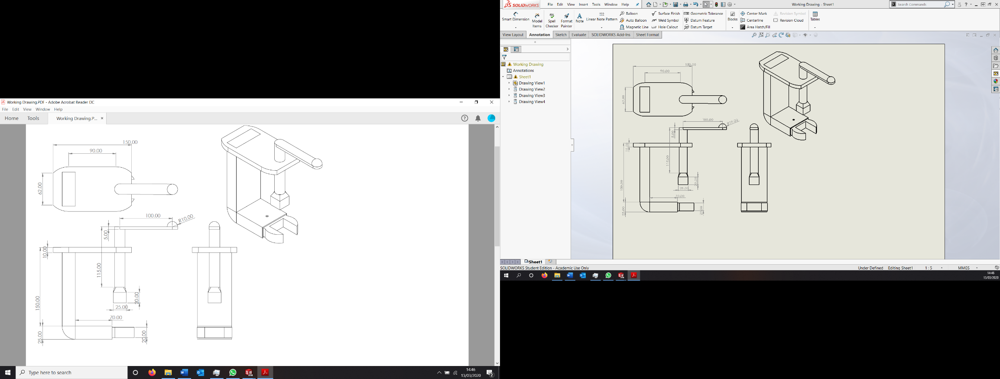 Working Drawing.PDF - Adobe Acrobat Reader DC
File Edit View Window Help
Home Tools Working Drawing.P... ×
150.00
90.00
62.00
100.00
R10.00
5.00
10.00
115.00
150.00
20.00
25.00
70.00
25.00
20.00
Type here to search
14:46
13/03/2020
2
SOLIDWORKS File Edit View Insert Tools Window Help
Working Drawing - Sheet1
Search Commands
Smart Dimension
Model Items
Spell Checker
Format Painter
Note
Linear Note Pattern
Balloon
Auto Balloon
Magnetic Line
Surface Finish
Weld Symbol
Hole Callout
Geometric Tolerance
Datum Feature
Datum Target
Blocks
Center Mark
Centerline
Area Hatch/Fill
Revision Symbol
Revision Cloud
Tables
View Layout Annotation Sketch Evaluate SOLIDWORKS Add-Ins Sheet Format
Working Drawing
Annotations
Sheet1
Drawing View1
Drawing View2
Drawing View3
Drawing View4
150.00
90.00
62.00
100.00
R10.00
5.00
10.00
115.00
150.00
20.00
25.00
70.00
25.00
20.00
Sheet1
SOLIDWORKS Student Edition - Academic Use Only
Under Defined Editing Sheet1 1 : 5 MMGS
14:46
13/03/2020